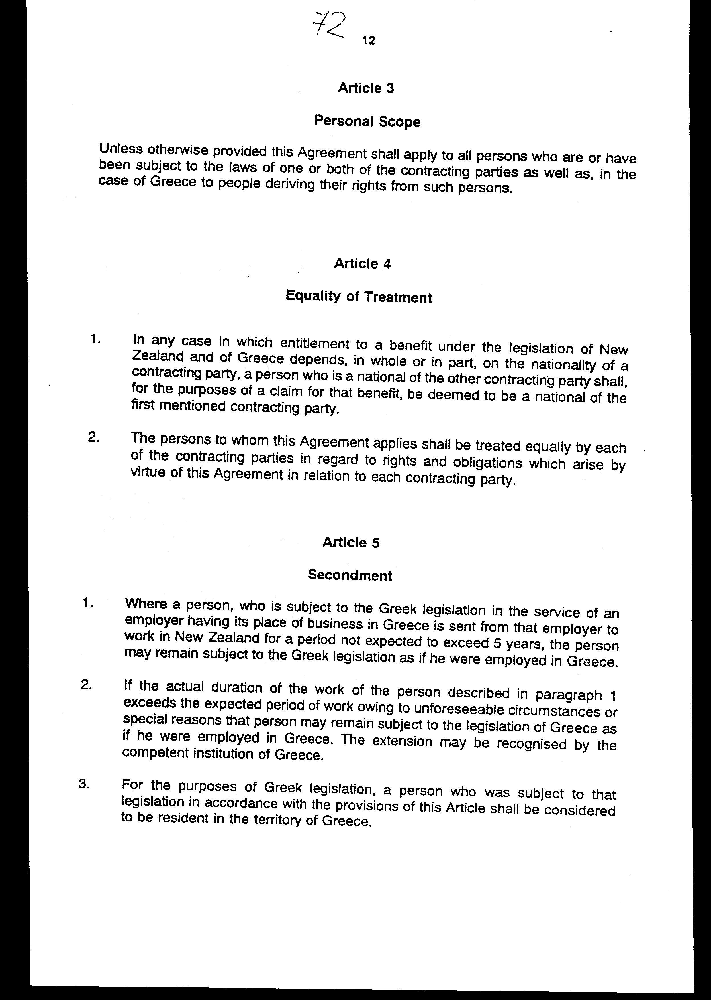 72
12
Article 3
Personal Scope
Unless otherwise provided this Agreement shall apply to all persons who are or have
been subject to the laws of one or both of the contracting parties as well as, in the
case of Greece to people deriving their rights from such persons.
Article 4
Equality of Treatment
1. In any case in which entitlement to a benefit under the legislation of New
Zealand and of Greece depends, in whole or in part, on the nationality of a
contracting party, a person who is a national of the other contracting party shall,
for the purposes of a claim for that benefit, be deemed to be a national of the
first mentioned contracting party.
2. The persons to whom this Agreement applies shall be treated equally by each
of the contracting parties in regard to rights and obligations which arise by
virtue of this Agreement in relation to each contracting party.
Article 5
Secondment
1. Where a person, who is subject to the Greek legislation in the service of an
employer having its place of business in Greece is sent from that employer to
work in New Zealand for a period not expected to exceed 5 years, the person
may remain subject to the Greek legislation as if he were employed in Greece.
2. If the actual duration of the work of the person described in paragraph 1
exceeds the expected period of work owing to unforeseeable circumstances or
special reasons that person may remain subject to the legislation of Greece as
if he were employed in Greece. The extension may be recognised by the
competent institution of Greece.
3. For the purposes of Greek legislation, a person who was subject to that
legislation in accordance with the provisions of this Article shall be considered
to be resident in the territory of Greece.